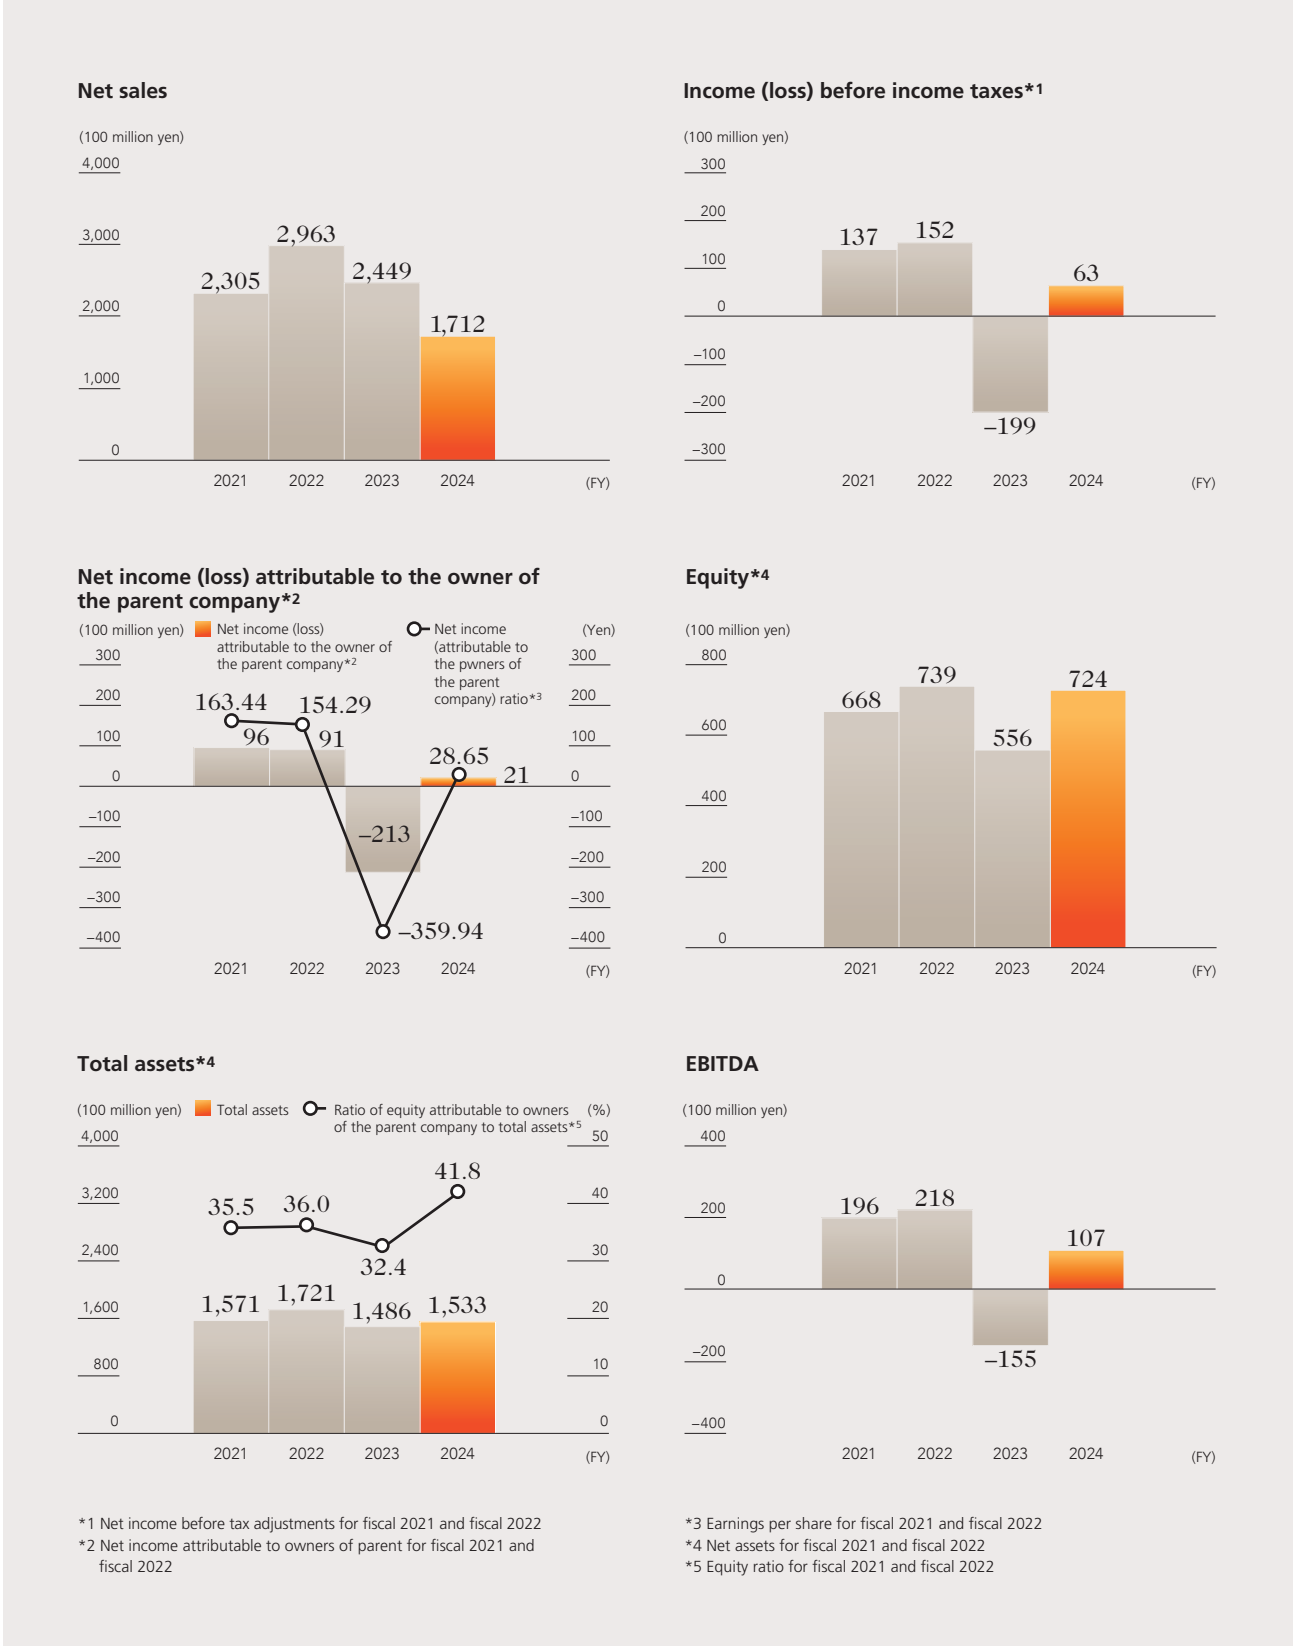 Net sales
(100 million yen)
4,000
3,000
2,000
1,000
0
2,305
2,963
2,449
1,712
2021 2022 2023 2024 (FY)
Income (loss) before income taxes*1
(100 million yen)
300
200
100
0
–100
–200
–300
137
152
–199
63
2021 2022 2023 2024 (FY)
Net income (loss) attributable to the owner of
the parent company*2
(100 million yen)
Net income (loss)
attributable to the owner of
the parent company*2
Net income
(attributable to
the pwners of
the parent
company) ratio*3
(Yen)
300
200
100
0
–100
–200
–300
–400
163.44
154.29
96
91
–213
–359.94
28.65
21
300
200
100
0
–100
–200
–300
–400
2021 2022 2023 2024 (FY)
Equity*4
(100 million yen)
800
600
400
200
0
668
739
556
724
2021 2022 2023 2024 (FY)
Total assets*4
(100 million yen)
Total assets
Ratio of equity attributable to owners
of the parent company to total assets*5
(%)
4,000
3,200
2,400
1,600
800
0
35.5
36.0
32.4
41.8
1,571
1,721
1,486
1,533
50
40
30
20
10
0
2021 2022 2023 2024 (FY)
EBITDA
(100 million yen)
400
200
0
–200
–400
196
218
–155
107
2021 2022 2023 2024 (FY)
*1 Net income before tax adjustments for fiscal 2021 and fiscal 2022
*2 Net income attributable to owners of parent for fiscal 2021 and
fiscal 2022
*3 Earnings per share for fiscal 2021 and fiscal 2022
*4 Net assets for fiscal 2021 and fiscal 2022
*5 Equity ratio for fiscal 2021 and fiscal 2022